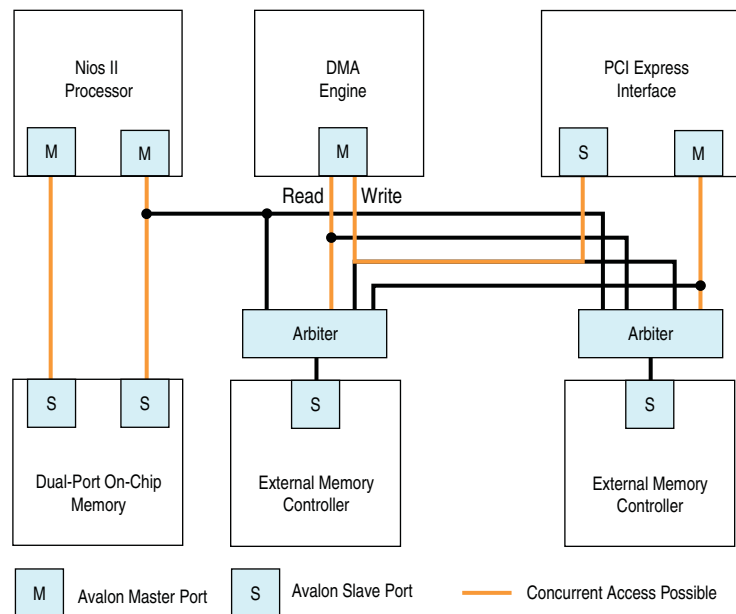 Nios II
Processor
DMA
Engine
PCI Express
Interface
M
M
M
S
M
Read
Write
Arbiter
Arbiter
S
S
S
S
Dual-Port On-Chip
Memory
External Memory
Controller
External Memory
Controller
M
Avalon Master Port
S
Avalon Slave Port
Concurrent Access Possible